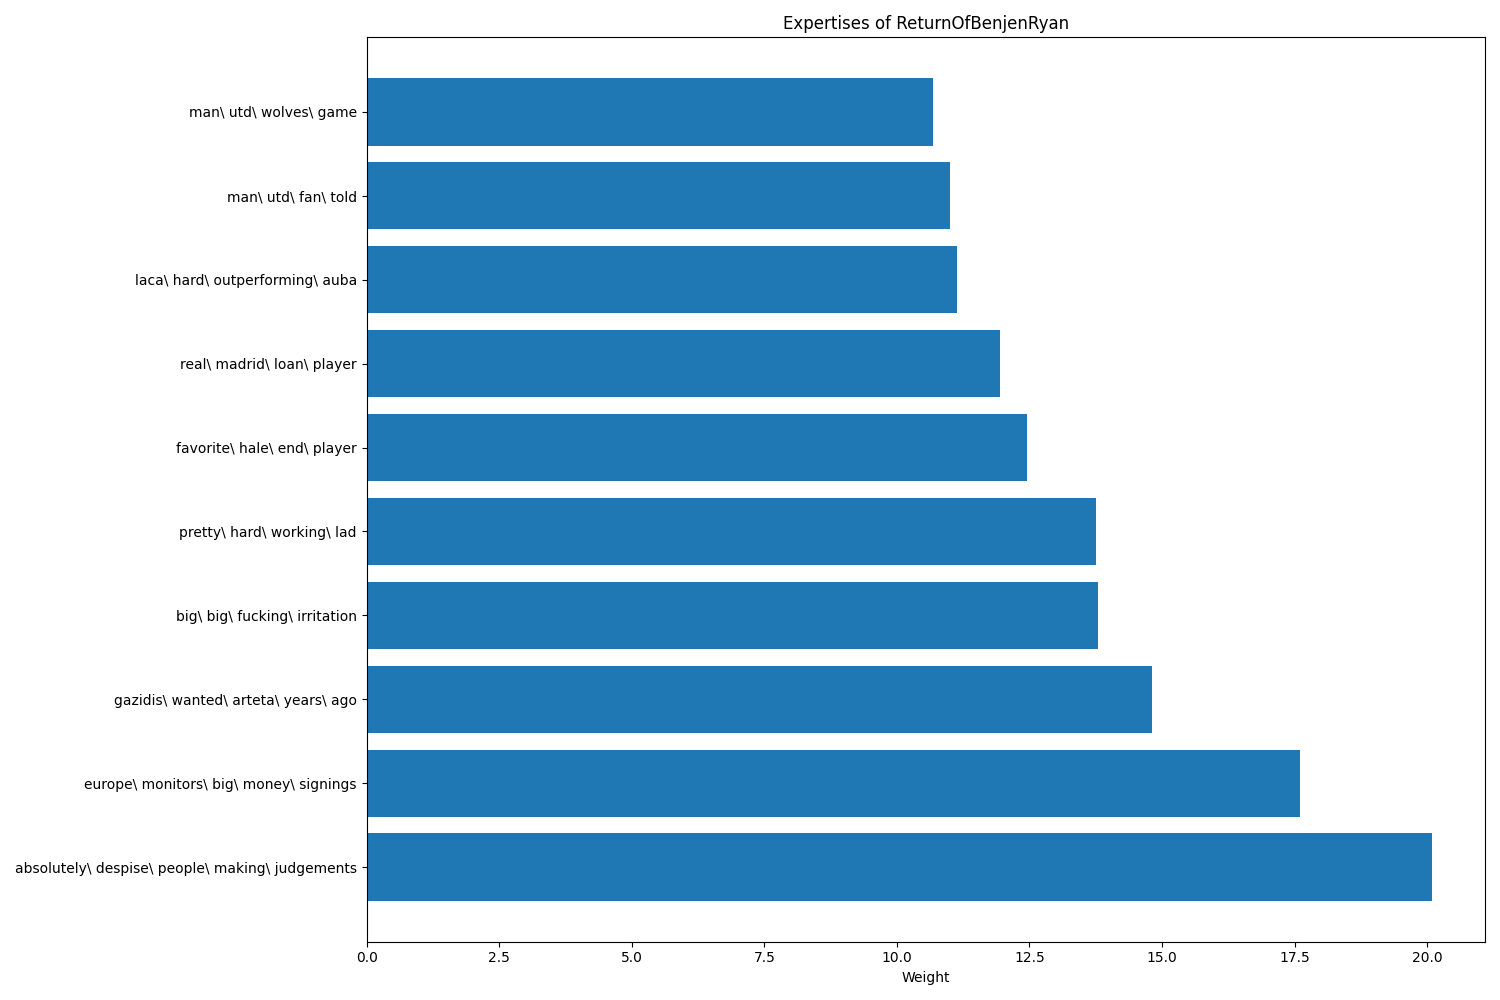 Expertises of ReturnOfBenjenRyan
man\ utd\ wolves\ game
man\ utd\ fan\ told
laca\ hard\ outperforming\ auba
real\ madrid\ loan\ player
favorite\ hale\ end\ player
pretty\ hard\ working\ lad
big\ big\ fucking\ irritation
gazidis\ wanted\ arteta\ years\ ago
europe\ monitors\ big\ money\ signings
absolutely\ despise\ people\ making\ judgements
0.0 2.5 5.0 7.5 10.0 12.5 15.0 17.5 20.0
Weight